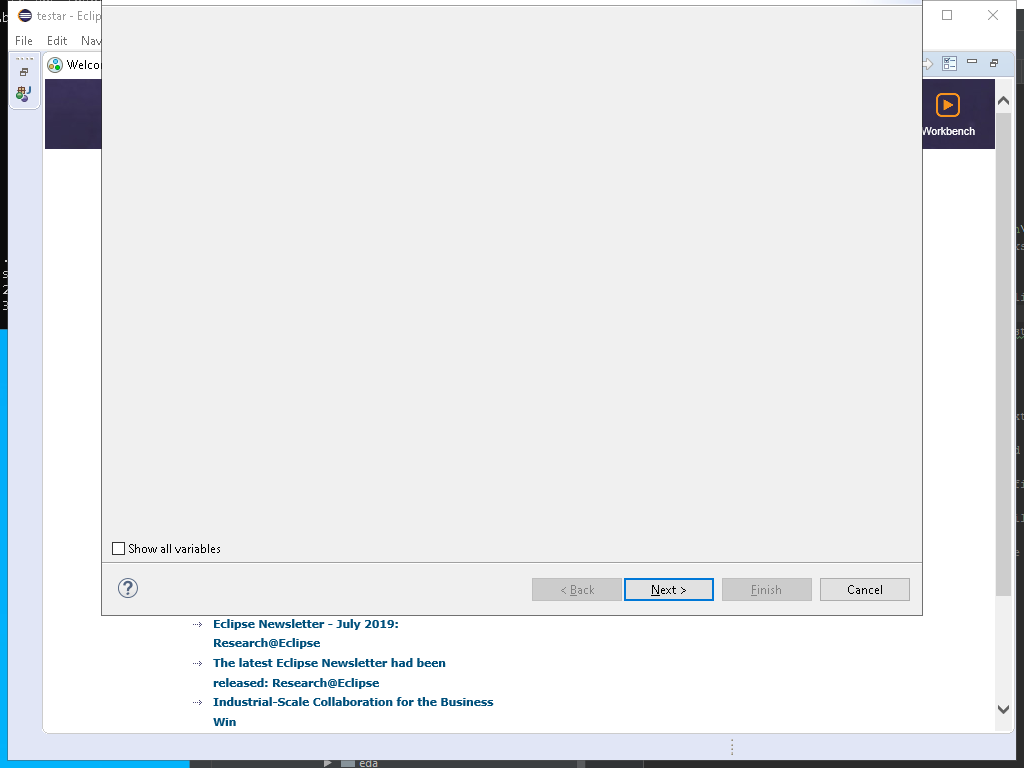 testar - Eclip
File Edit Nav
Welco
Workbench
Show all variables
< Back Next > Finish Cancel
Eclipse Newsletter - July 2019:
Research@Eclipse
The latest Eclipse Newsletter had been
released: Research@Eclipse
Industrial-Scale Collaboration for the Business
Win
eda